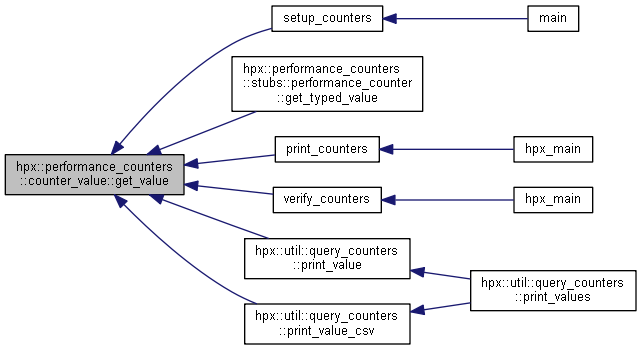 setup_counters
main
hpx::performance_counters
::stubs::performance_counter
::get_typed_value
print_counters
hpx_main
hpx::performance_counters
::counter_value::get_value
verify_counters
hpx_main
hpx::util::query_counters
::print_value
hpx::util::query_counters
::print_values
hpx::util::query_counters
::print_value_csv